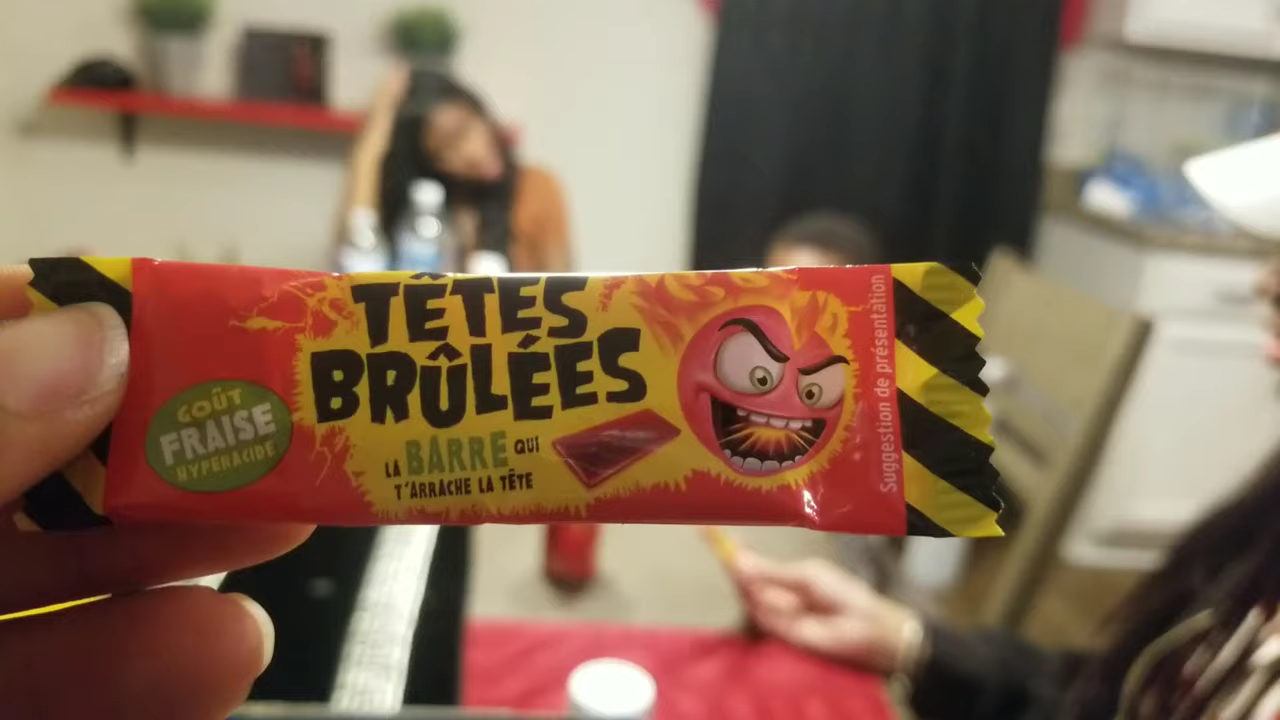 TÊTES
BRÛLÉES
LA BARRE QUI
T'ARRACHE LA TÊTE
GOÛT
FRAISE
HYPERACIDE
Suggestion de présentation